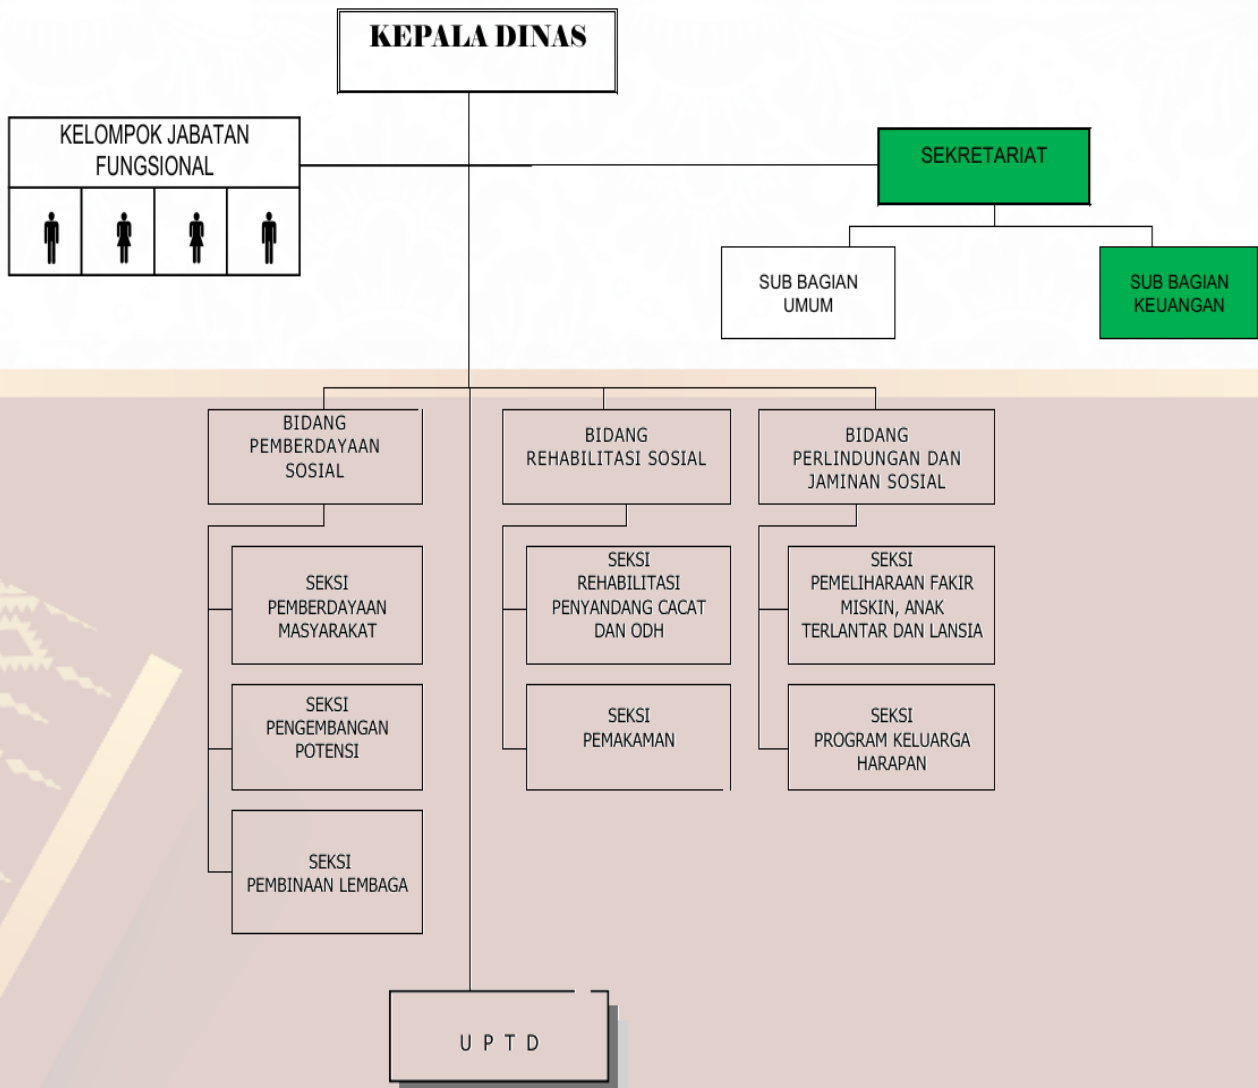 KEPALA DINAS
KELOMPOK JABATAN
FUNGSIONAL
SEKRETARIAT
SUB BAGIAN
UMUM
SUB BAGIAN
KEUANGAN
BIDANG
PEMBERDAYAAN
SOSIAL
BIDANG
REHABILITASI SOSIAL
BIDANG
PERLINDUNGAN DAN
JAMINAN SOSIAL
SEKSI
PEMBERDAYAAN
MASYARAKAT
SEKSI
REHABILITASI
PENYANDANG CACAT
DAN ODH
SEKSI
PEMELIHARAAN FAKIR
MISKIN, ANAK
TERLANTAR DAN LANSIA
SEKSI
PENGEMBANGAN
POTENSI
SEKSI
PEMAKAMAN
SEKSI
PROGRAM KELUARGA
HARAPAN
SEKSI
PEMBINAAN LEMBAGA
U P T D